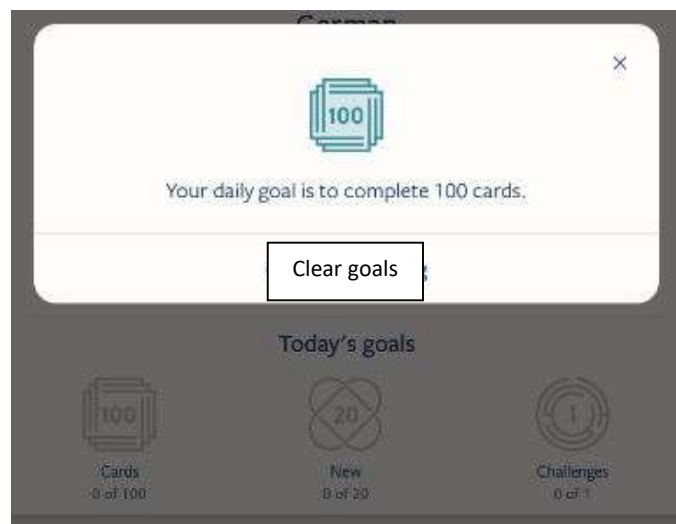 German
100
Your daily goal is to complete 100 cards.
Clear goals
Today's goals
100
20
1
Cards
New
Challenges
0 of 100
0 of 20
0 of 1